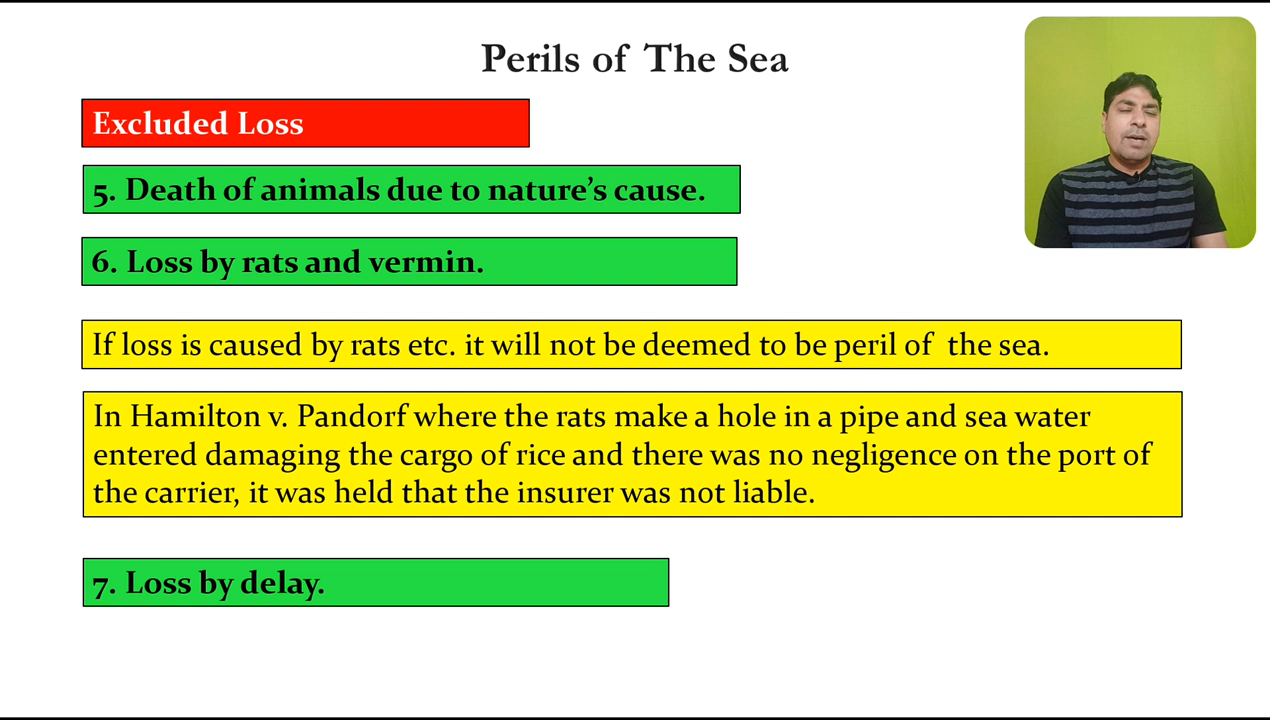 Perils of The Sea
Excluded Loss
5. Death of animals due to nature’s cause.
6. Loss by rats and vermin.
If loss is caused by rats etc. it will not be deemed to be peril of the sea.
In Hamilton v. Pandorf where the rats make a hole in a pipe and sea water
entered damaging the cargo of rice and there was no negligence on the port of
the carrier, it was held that the insurer was not liable.
7. Loss by delay.